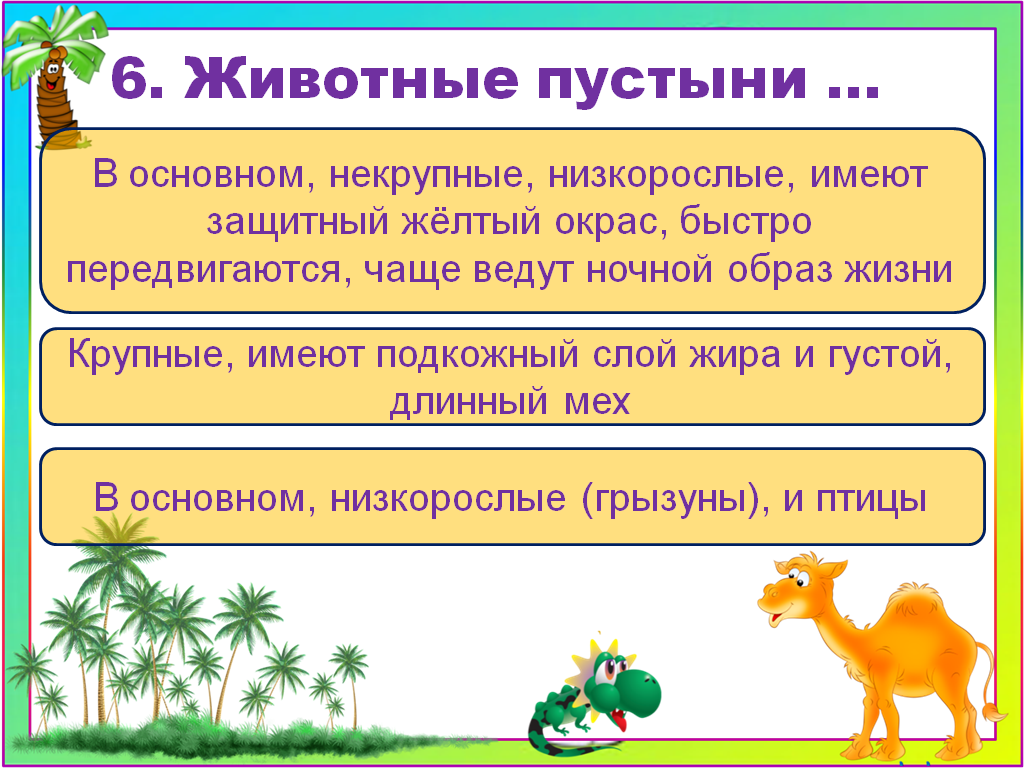 6. Животные пустыни ...
В основном, некрупные, низкорослые, имеют
защитный жёлтый окрас, быстро
передвигаются, чаще ведут ночной образ жизни
Крупные, имеют подкожный слой жира и густой,
длинный мех
В основном, низкорослые (грызуны), и птицы